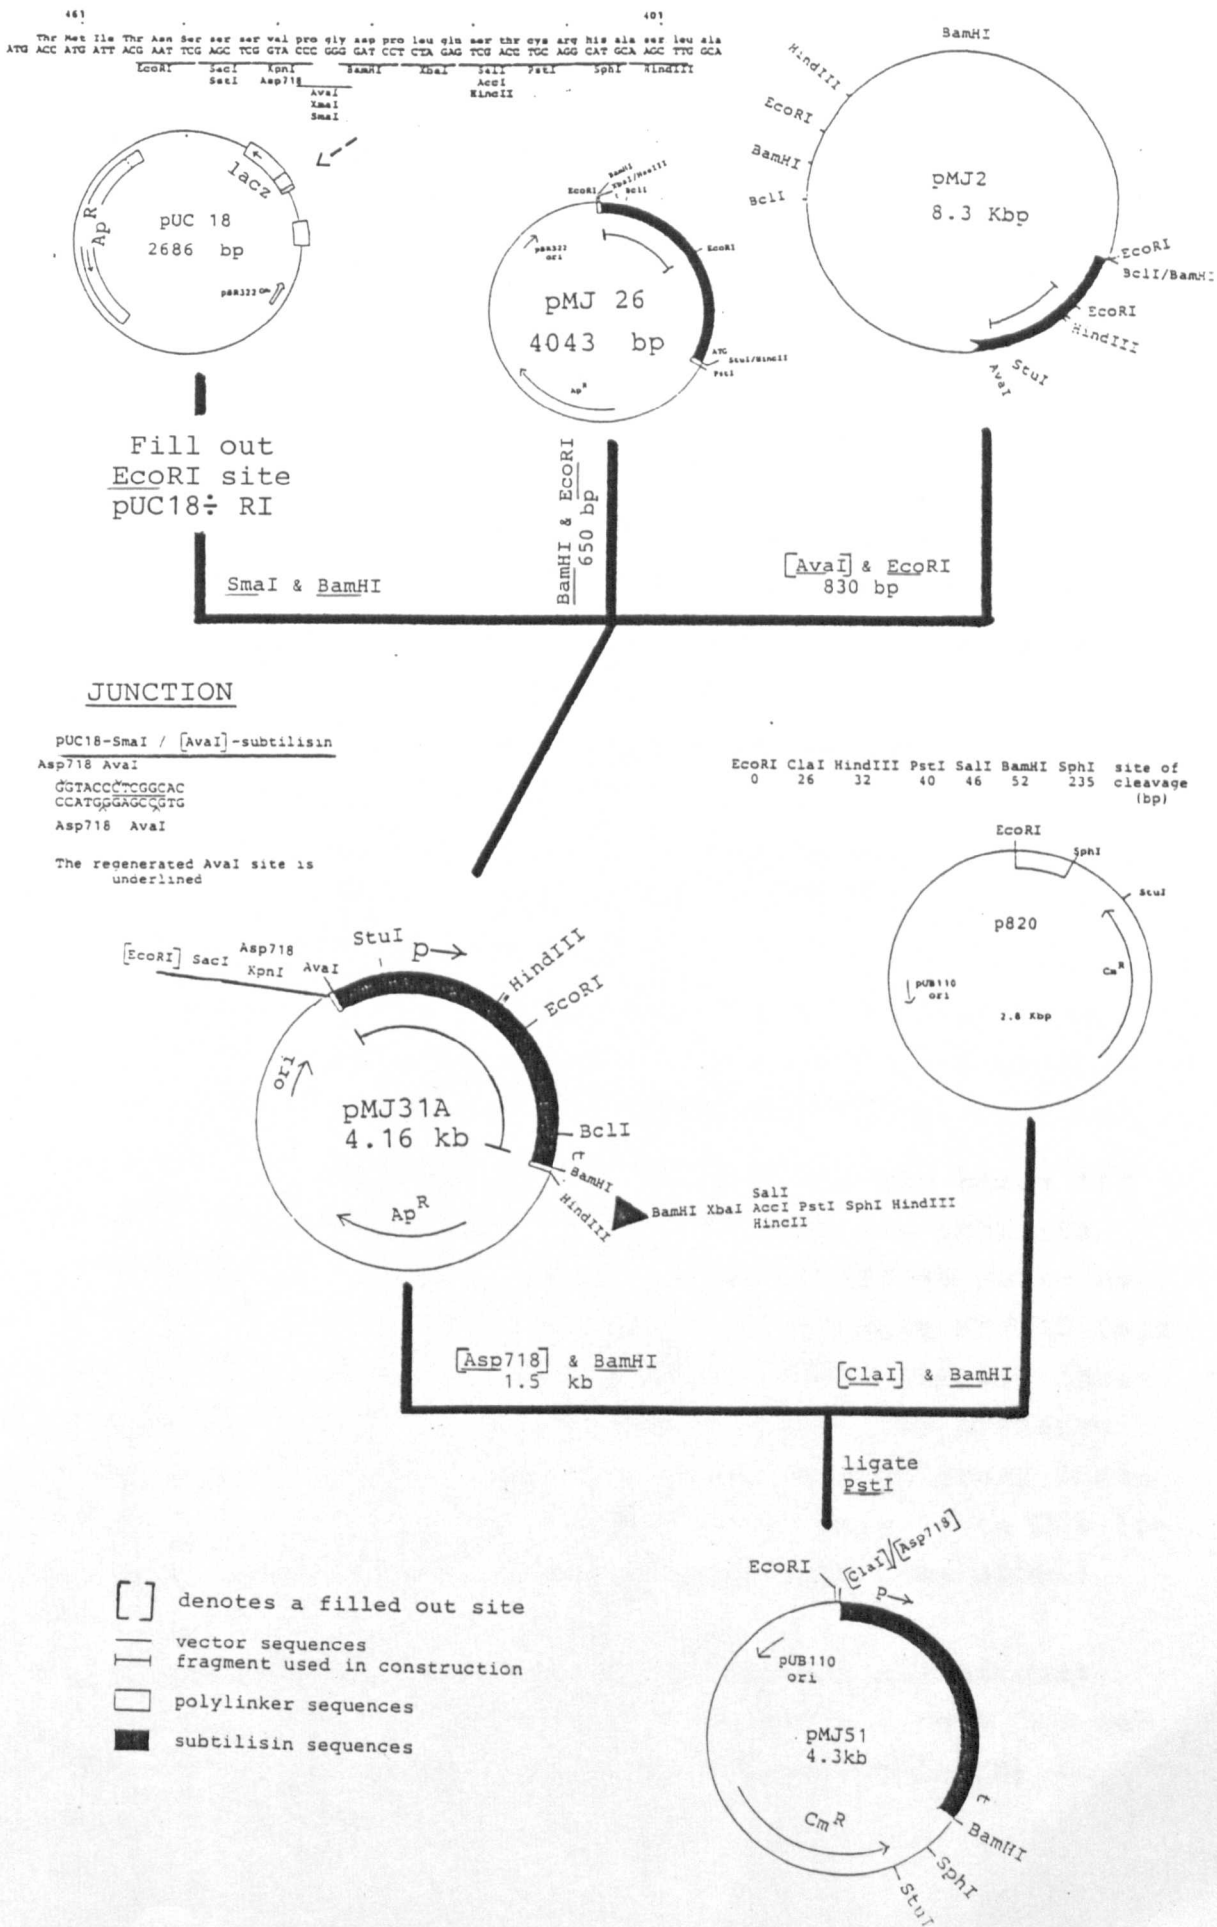 461 401
Thr Met Ile Thr Asn Ser ser ser val pro gly asp pro leu gln ser thr cys arg his ala ser leu ala
ATG ACC ATG ATT ACG AAT TCG AGC TCG GTA CCC GGG GAT CCT CTA GAG TCG ACC TGC AGG CAT GCA AGC TTG GCA
EcoRI SacI KpnI BamHI XbaI SalI PstI SphI HindIII
SstI Asp718 AccI
AvaI HincII
XmaI
SmaI
lacZ
Ap R
pUC 18
2686 bp
pBR322 ori
EcoRI
BamHI
XbaI/HaeIII
BclI
EcoRI
pBR322
ori
pMJ 26
4043 bp
ATG
StuI/HincII
PstI
Ap R
BamHI
HindIII
EcoRI
BamHI
BclI
pMJ2
8.3 Kbp
EcoRI
BclI/BamHI
EcoRI
HindIII
StuI
AvaI
Fill out
EcoRI site
pUC18÷ RI
SmaI & BamHI
BamHI & EcoRI
650 bp
[AvaI] & EcoRI
830 bp
JUNCTION
pUC18-SmaI / [AvaI]-subtilisin
Asp718 AvaI
GGTACCCTCGGCAC
CCATGGGAGCCGTG
Asp718 AvaI
The regenerated AvaI site is
underlined
EcoRI ClaI HindIII PstI SalI BamHI SphI site of
0 26 32 40 46 52 235 cleavage
(bp)
EcoRI
SphI
StuI
p820
Cm R
pUB110
ori
2.8 Kbp
[EcoRI] SacI Asp718 AvaI
KpnI
StuI
p
HindIII
EcoRI
ori
pMJ31A
4.16 kb
BclI
BamHI
HindIII
Ap R
SalI
BamHI XbaI AccI PstI SphI HindIII
HincII
[Asp718] & BamHI
1.5 kb
[ClaI] & BamHI
ligate
PstI
EcoRI
[ClaI]/[Asp718]
p
pUB110
ori
pMJ51
4.3kb
Cm R
BamHI
SphI
StuI
[ ] denotes a filled out site
vector sequences
fragment used in construction
polylinker sequences
subtilisin sequences